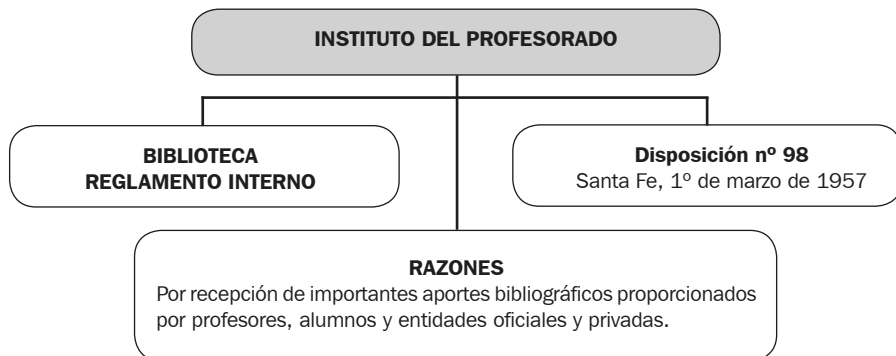 INSTITUTO DEL PROFESORADO
BIBLIOTECA
REGLAMENTO INTERNO
Disposición nº 98
Santa Fe, 1º de marzo de 1957
RAZONES
Por recepción de importantes aportes bibliográficos proporcionados
por profesores, alumnos y entidades oficiales y privadas.